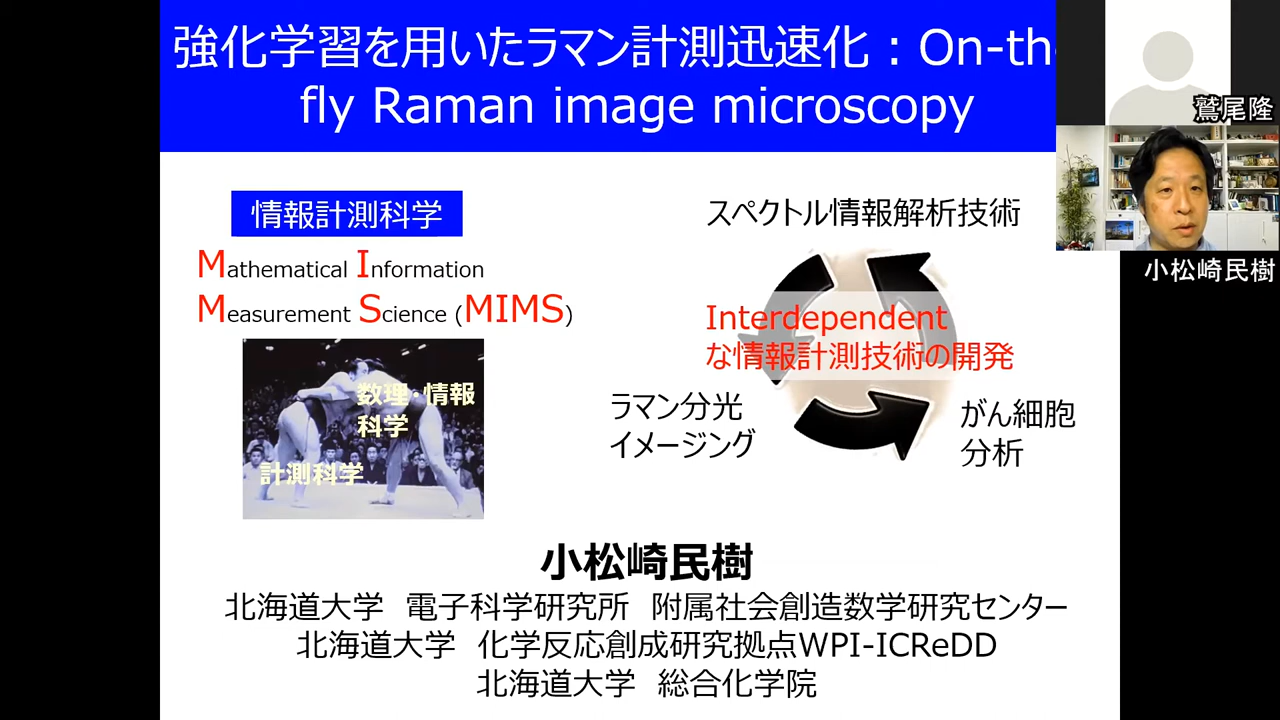 強化学習を用いたラマン計測迅速化：On-th
fly Raman image microscopy
鷲尾隆
小松崎民樹
情報計測科学
Mathematical Information
Measurement Science (MIMS)
数理・情報
科学
計測科学
スペクトル情報解析技術
Interdependent
な情報計測技術の開発
ラマン分光
イメージング
がん細胞
分析
小松崎民樹
北海道大学　電子科学研究所　附属社会創造数学研究センター
北海道大学　化学反応創成研究拠点WPI-ICReDD
北海道大学　総合化学院